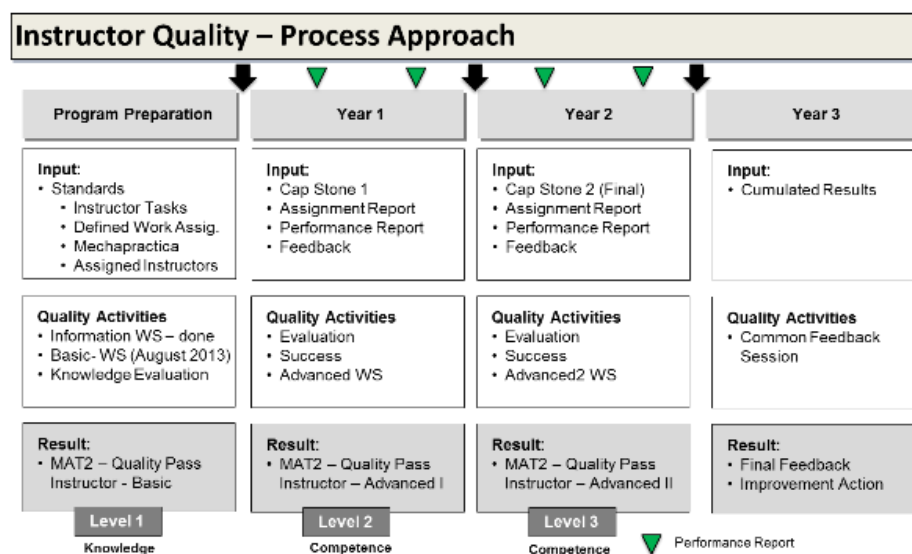 Instructor Quality – Process Approach
Program Preparation
Input:
• Standards
• Instructor Tasks
• Defined Work Assig.
• Mechapractica
• Assigned Instructors
Quality Activities
• Information WS – done
• Basic- WS (August 2013)
• Knowledge Evaluation
Result:
• MAT2 – Quality Pass
Instructor - Basic
Level 1
Knowledge
Year 1
Input:
• Cap Stone 1
• Assignment Report
• Performance Report
• Feedback
Quality Activities
• Evaluation
• Success
• Advanced WS
Result:
• MAT2 – Quality Pass
Instructor – Advanced I
Level 2
Competence
Year 2
Input:
• Cap Stone 2 (Final)
• Assignment Report
• Performance Report
• Feedback
Quality Activities
• Evaluation
• Success
• Advanced2 WS
Result:
• MAT2 – Quality Pass
Instructor – Advanced II
Level 3
Competence
Year 3
Input:
• Cumulated Results
Quality Activities
• Common Feedback
Session
Result:
• Final Feedback
• Improvement Action
Performance Report